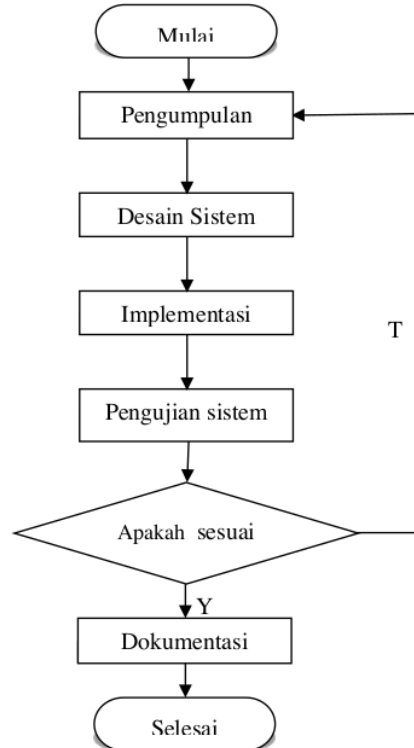 Mulai
Pengumpulan
Desain Sistem
Implementasi
T
Pengujian sistem
Apakah sesuai
Y
Dokumentasi
Selesai